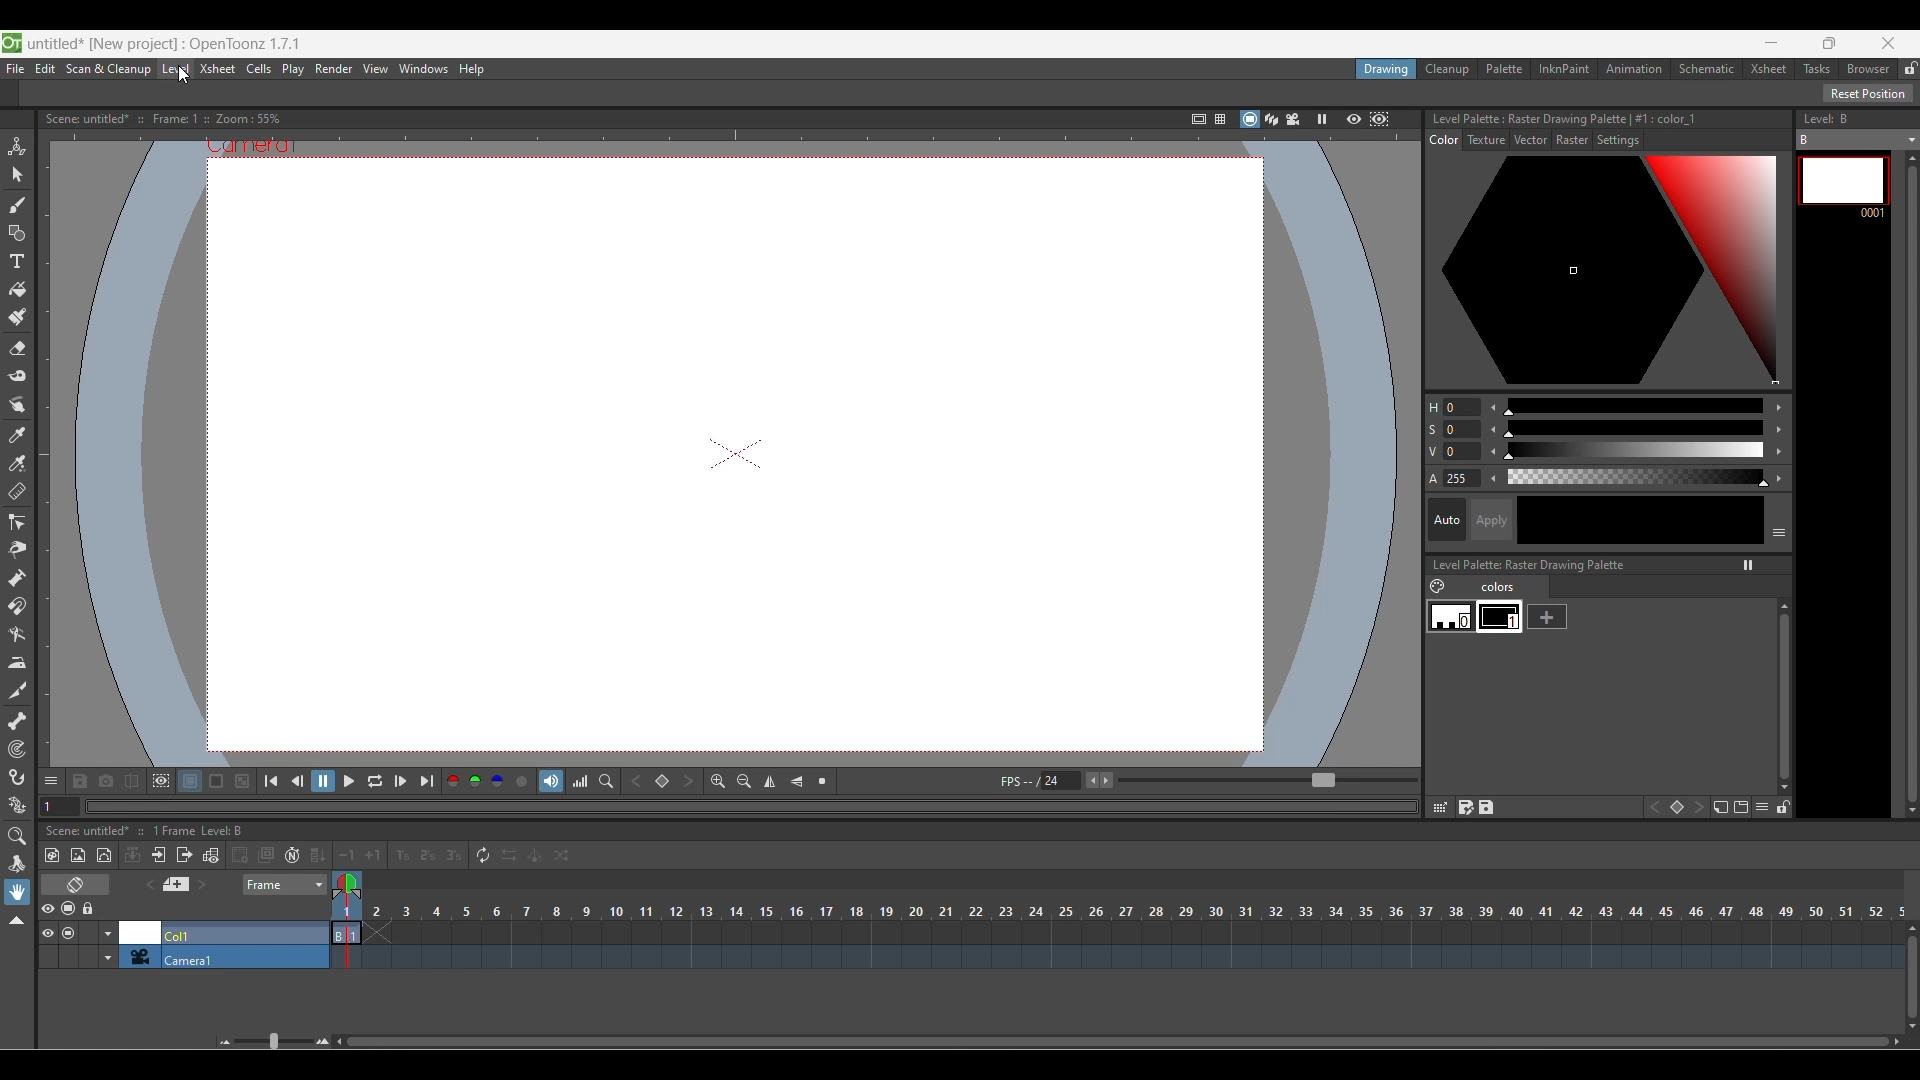 untitled* [New project] : OpenToonz 1.7.1
File Edit Scan & Cleanup Level Xsheet Cells Play Render View Windows Help
Drawing Cleanup Palette InknPaint Animation Schematic Xsheet Tasks Browser
Reset Position
Scene: untitled* :: Frame: 1 :: Zoom : 55%
Camera1
Level Palette : Raster Drawing Palette | #1 : color_1
Color Texture Vector Raster Settings
H 0
S 0
V 0
A 255
Auto Apply
Level Palette: Raster Drawing Palette
colors
0 1
Level: B
B
0001
FPS -- / 24
1
Scene: untitled* :: 1 Frame Level: B
-1 +1 1's 2's 3's
Frame
1 2 3 4 5 6 7 8 9 10 11 12 13 14 15 16 17 18 19 20 21 22 23 24 25 26 27 28 29 30 31 32 33 34 35 36 37 38 39 40 41 42 43 44 45 46 47 48 49 50 51 52 5
Col1 B 1
Camera1